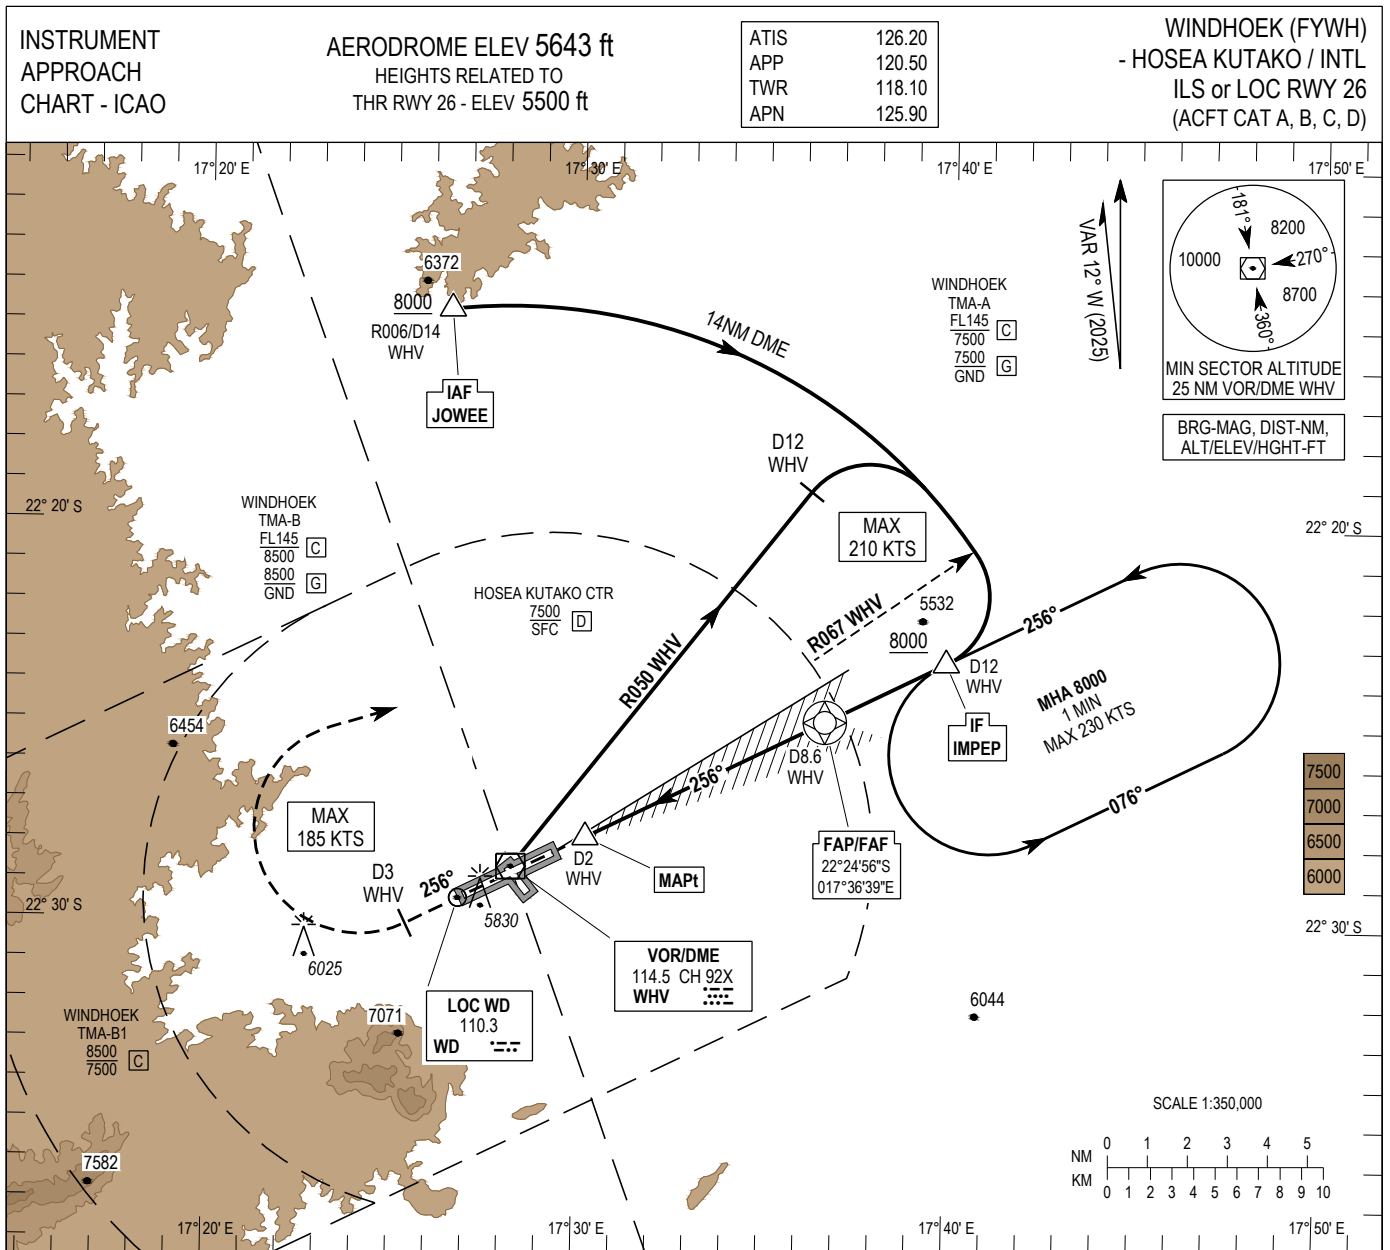 INSTRUMENT
APPROACH
CHART - ICAO
AERODROME ELEV 5643 ft
HEIGHTS RELATED TO
THR RWY 26 - ELEV 5500 ft
ATIS 126.20
APP 120.50
TWR 118.10
APN 125.90
WINDHOEK (FYWH)
- HOSEA KUTAKO / INTL
ILS or LOC RWY 26
(ACFT CAT A, B, C, D)
17° 20' E
17° 30' E
17° 40' E
17° 50' E
VAR 12° W (2025)
181°
8200
10000
270°
8700
360°
MIN SECTOR ALTITUDE
25 NM VOR/DME WHV
BRG-MAG, DIST-NM,
ALT/ELEV/HGHT-FT
6372
8000
R006/D14
WHV
IAF
JOWEE
14NM DME
WINDHOEK
TMA-A
FL145
7500
C
7500
GND
G
D12
WHV
22° 20' S
22° 20' S
WINDHOEK
TMA-B
FL145
8500
C
8500
GND
G
MAX
210 KTS
HOSEA KUTAKO CTR
7500
SFC
D
R050 WHV
R067 WHV
5532
8000
D12
WHV
256°
MHA 8000
1 MIN
MAX 230 KTS
076°
IF
IMPEP
6454
D8.6
WHV
256°
MAX
185 KTS
D3
WHV
256°
D2
WHV
MAPt
FAP/FAF
22°24'56"S
017°36'39"E
7500
7000
6500
6000
22° 30' S
22° 30' S
5830
6025
VOR/DME
114.5 CH 92X
WHV
LOC WD
110.3
WD
7071
6044
WINDHOEK
TMA-B1
8500
7500
C
7582
SCALE 1:350,000
NM 0 1 2 3 4 5
KM 0 1 2 3 4 5 6 7 8 9 10
17° 20' E
17° 30' E
17° 40' E
17° 50' E